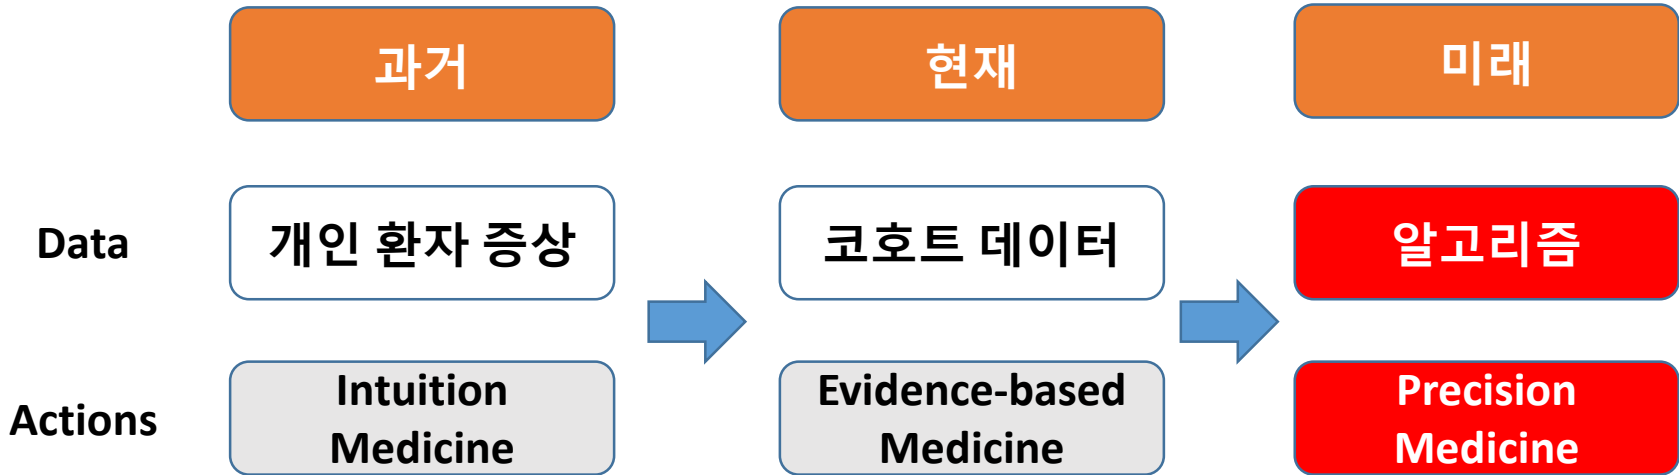 과거
현재
미래
Data
개인 환자 증상
코호트 데이터
알고리즘
Actions
Intuition
Medicine
Evidence-based
Medicine
Precision
Medicine